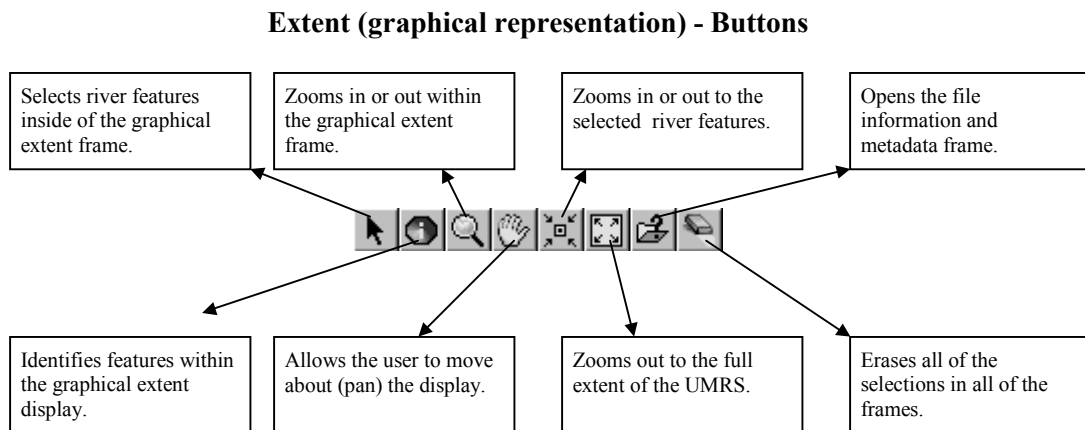 Extent (graphical representation) - Buttons
Selects river features
inside of the graphical
extent frame.
Zooms in or out within
the graphical extent
frame.
Zooms in or out to the
selected river features.
Opens the file
information and
metadata frame.
Identifies features within
the graphical extent
display.
Allows the user to move
about (pan) the display.
Zooms out to the full
extent of the UMRS.
Erases all of the
selections in all of the
frames.